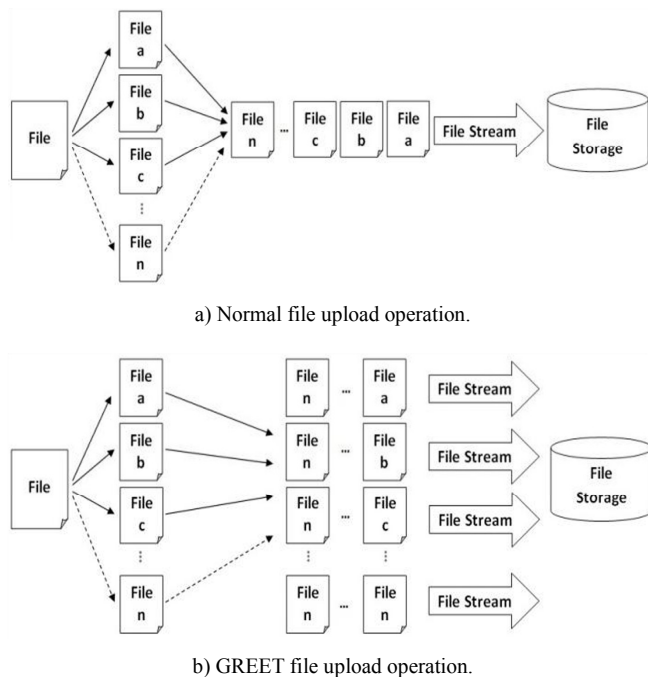 File
a
File
b
File
c
⋮
File
n
File
File
n
...
File
c
File
b
File
a
File Stream
File
Storage
a) Normal file upload operation.
File
a
File
b
File
c
⋮
File
n
File
File
n
...
File
a
File
n
...
File
b
File
n
...
File
c
⋮
⋮
File
n
...
File
n
File Stream
File Stream
File Stream
File Stream
File
Storage
b) GREET file upload operation.